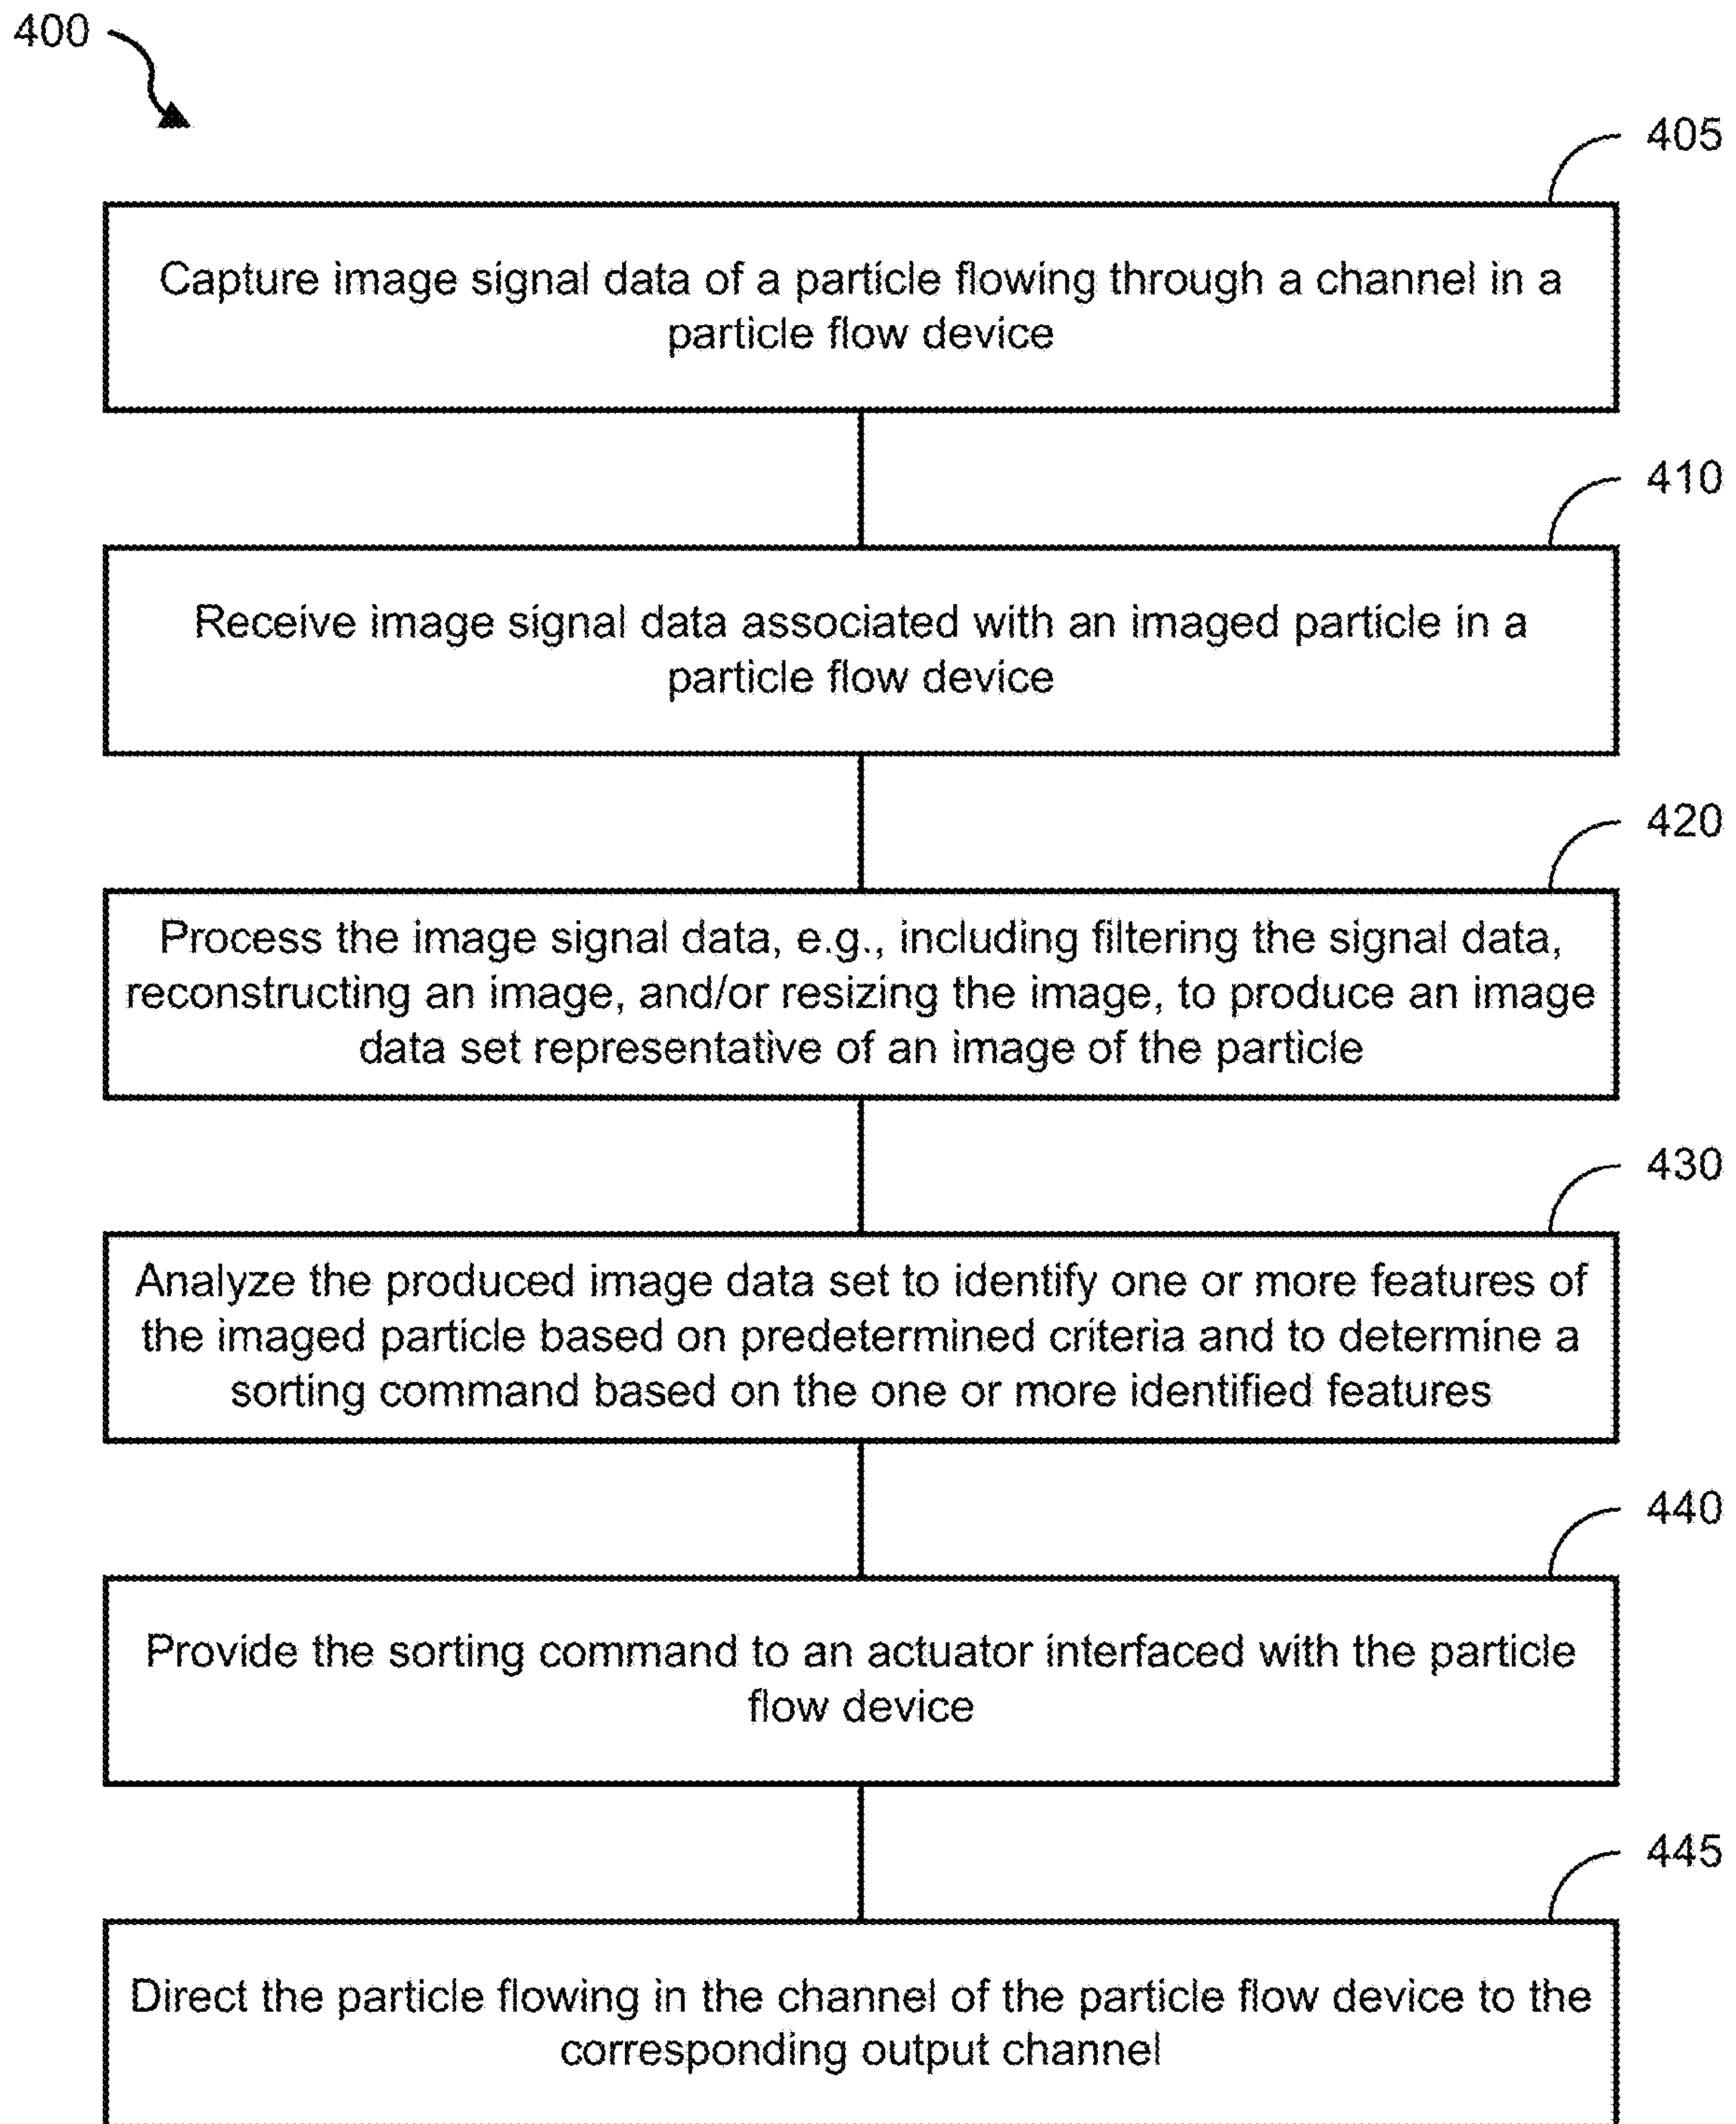 400
405
Capture image signal data of a particle flowing through a channel in a
particle flow device
410
Receive image signal data associated with an imaged particle in a
particle flow device
420
Process the image signal data, e.g., including filtering the signal data,
reconstructing an image, and/or resizing the image, to produce an image
data set representative of an image of the particle
430
Analyze the produced image data set to identify one or more features of
the imaged particle based on predetermined criteria and to determine a
sorting command based on the one or more identified features
440
Provide the sorting command to an actuator interfaced with the particle
flow device
445
Direct the particle flowing in the channel of the particle flow device to the
corresponding output channel